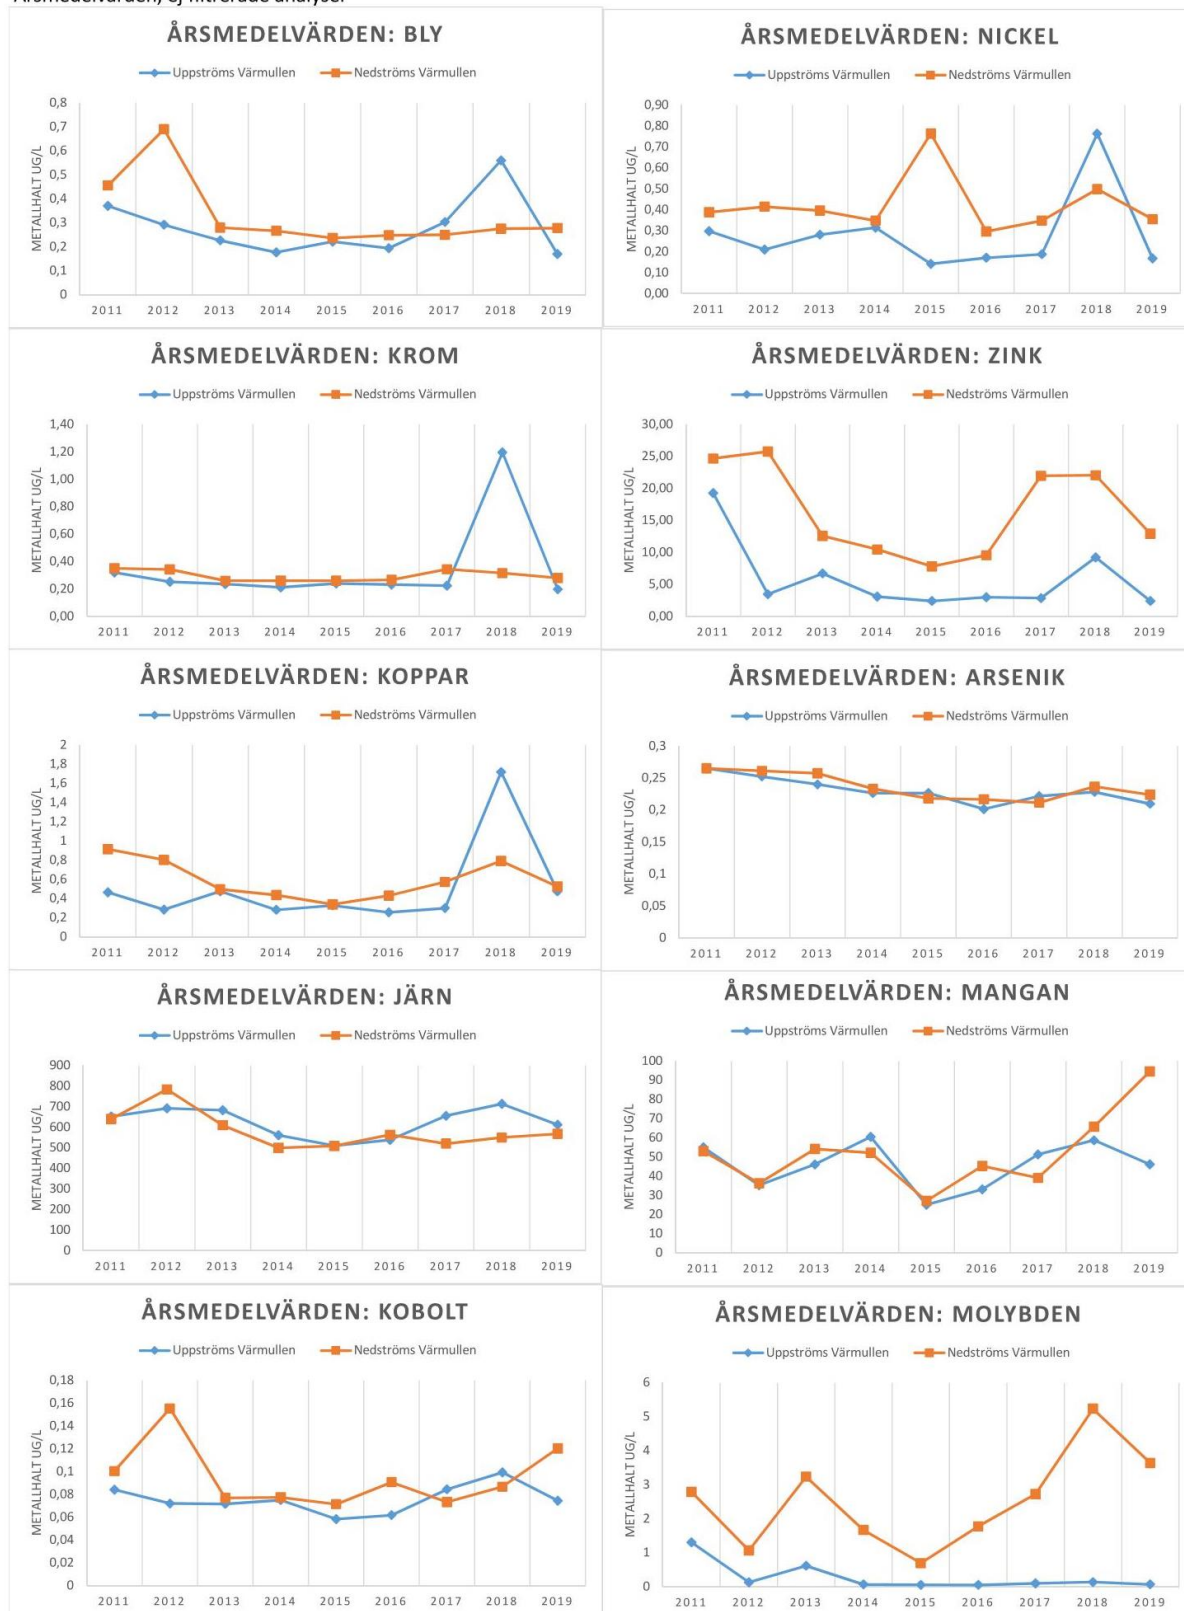 Årsmedelvärden, ej filtrerade analyser
ÅRSMEDELVÄRDEN: BLY
Uppströms Värmullen Nedströms Värmullen
METALLHALT UG/L
0,8
0,7
0,6
0,5
0,4
0,3
0,2
0,1
0
2011 2012 2013 2014 2015 2016 2017 2018 2019
ÅRSMEDELVÄRDEN: NICKEL
Uppströms Värmullen Nedströms Värmullen
METALLHALT UG/L
0,90
0,80
0,70
0,60
0,50
0,40
0,30
0,20
0,10
0,00
2011 2012 2013 2014 2015 2016 2017 2018 2019
ÅRSMEDELVÄRDEN: KROM
Uppströms Värmullen Nedströms Värmullen
METALLHALT UG/L
1,40
1,20
1,00
0,80
0,60
0,40
0,20
0,00
2011 2012 2013 2014 2015 2016 2017 2018 2019
ÅRSMEDELVÄRDEN: ZINK
Uppströms Värmullen Nedströms Värmullen
METALLHALT UG/L
30,00
25,00
20,00
15,00
10,00
5,00
0,00
2011 2012 2013 2014 2015 2016 2017 2018 2019
ÅRSMEDELVÄRDEN: KOPPAR
Uppströms Värmullen Nedströms Värmullen
METALLHALT UG/L
2
1,8
1,6
1,4
1,2
1
0,8
0,6
0,4
0,2
0
2011 2012 2013 2014 2015 2016 2017 2018 2019
ÅRSMEDELVÄRDEN: ARSENIK
Uppströms Värmullen Nedströms Värmullen
METALLHALT UG/L
0,3
0,25
0,2
0,15
0,1
0,05
0
2011 2012 2013 2014 2015 2016 2017 2018 2019
ÅRSMEDELVÄRDEN: JÄRN
Uppströms Värmullen Nedströms Värmullen
METALLHALT UG/L
900
800
700
600
500
400
300
200
100
0
2011 2012 2013 2014 2015 2016 2017 2018 2019
ÅRSMEDELVÄRDEN: MANGAN
Uppströms Värmullen Nedströms Värmullen
METALLHALT UG/L
100
90
80
70
60
50
40
30
20
10
0
2011 2012 2013 2014 2015 2016 2017 2018 2019
ÅRSMEDELVÄRDEN: KOBOLT
Uppströms Värmullen Nedströms Värmullen
METALLHALT UG/L
0,18
0,16
0,14
0,12
0,1
0,08
0,06
0,04
0,02
0
2011 2012 2013 2014 2015 2016 2017 2018 2019
ÅRSMEDELVÄRDEN: MOLYBDEN
Uppströms Värmullen Nedströms Värmullen
METALLHALT UG/L
6
5
4
3
2
1
0
2011 2012 2013 2014 2015 2016 2017 2018 2019